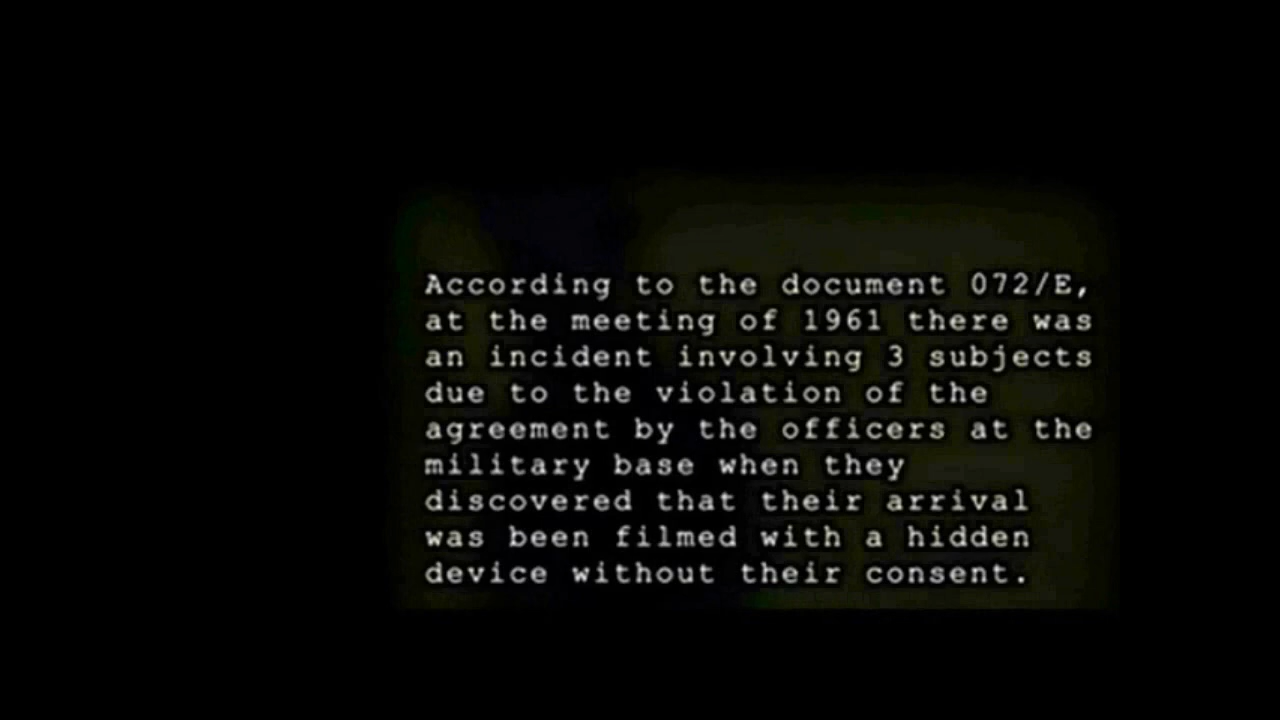 According to the document 072/E,
at the meeting of 1961 there was
an incident involving 3 subjects
due to the violation of the
agreement by the officers at the
military base when they
discovered that their arrival
was been filmed with a hidden
device without their consent.